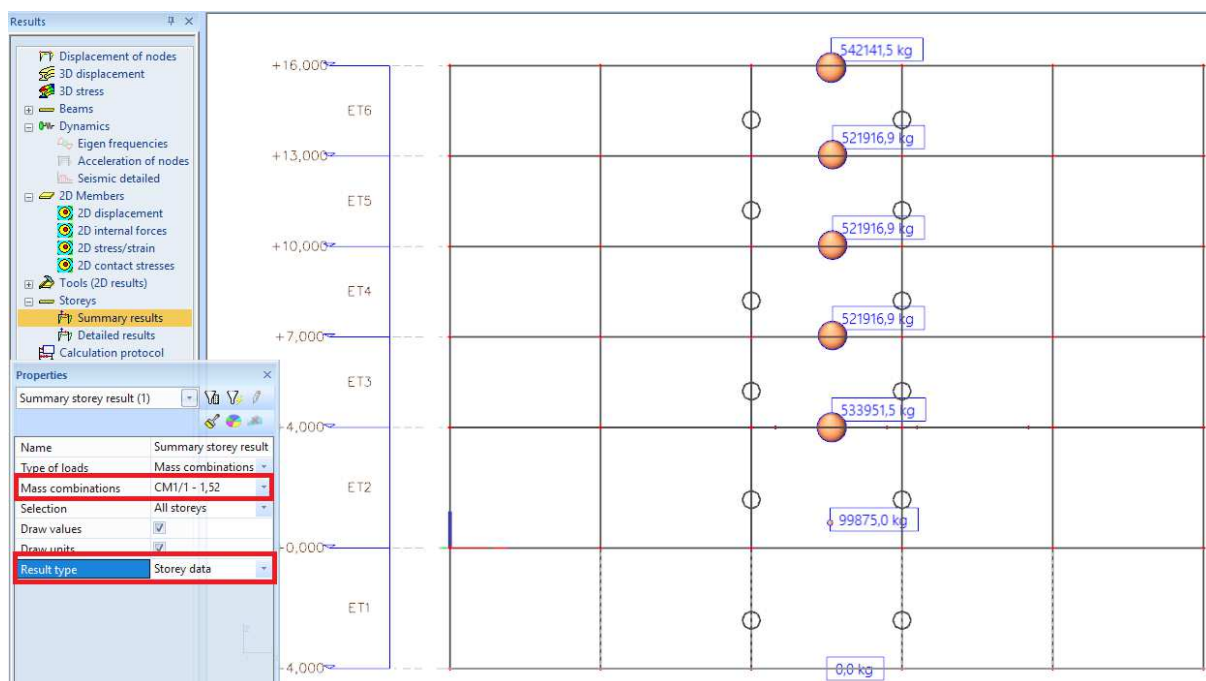 Results
Displacement of nodes
3D displacement
3D stress
Beams
Dynamics
Eigen frequencies
Acceleration of nodes
Seismic detailed
2D Members
2D displacement
2D internal forces
2D stress/strain
2D contact stresses
Tools (2D results)
Storeys
Summary results
Detailed results
Calculation protocol
Properties
Summary storey result (1)
Name Summary storey result
Type of loads Mass combinations
Mass combinations CM1/1 - 1,52
Selection All storeys
Draw values
Draw units
Result type Storey data
542141,5 kg
+16,000
ET6
521916,9 kg
+13,000
ET5
521916,9 kg
+10,000
ET4
521916,9 kg
+7,000
ET3
533951,5 kg
-4,000
ET2
99875,0 kg
-0,000
ET1
0,0 kg
-4,000